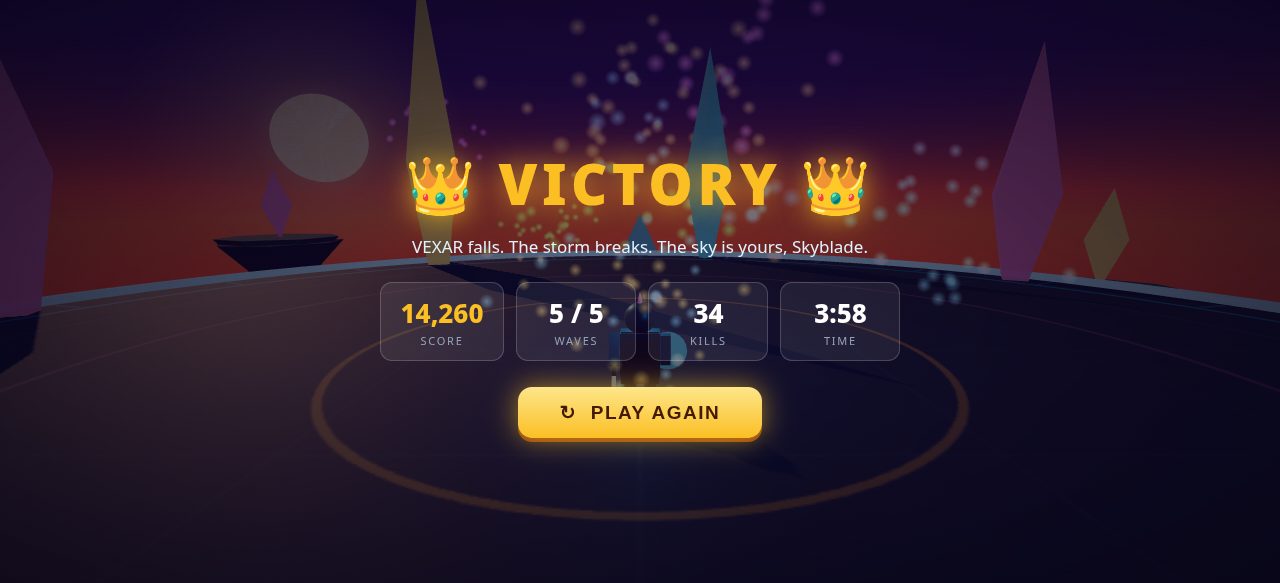 👑 VICTORY 👑
VEXAR falls. The storm breaks. The sky is yours, Skyblade.
14,260 5 / 5 34 3:58
SCORE WAVES KILLS TIME
↻ PLAY AGAIN